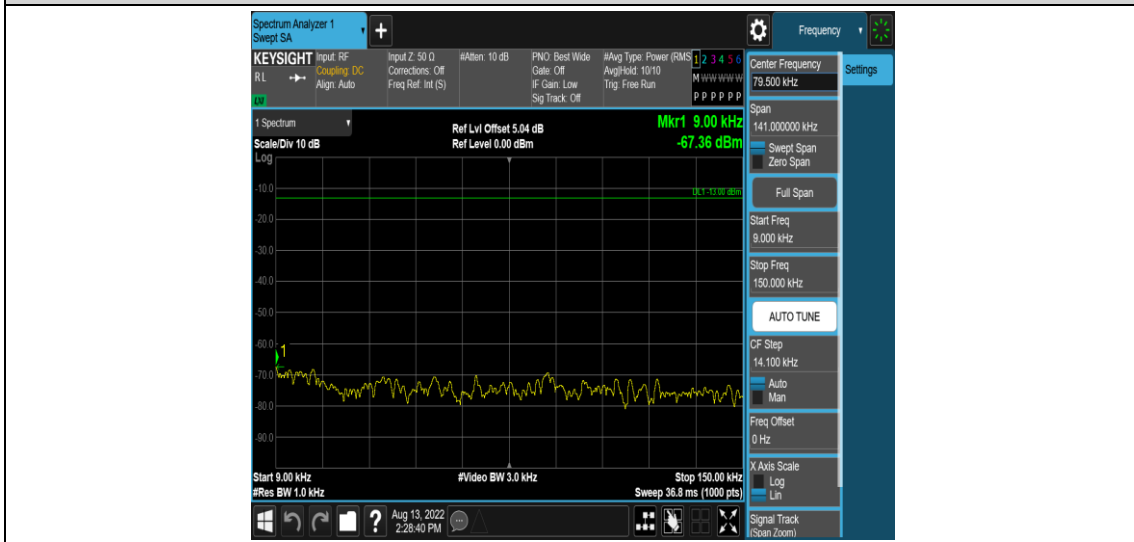 Spectrum Analyzer 1
Swept SA
+
Frequency
KEYSIGHT
RL
LXI
Input: RF
Coupling: DC
Align: Auto
Input Z: 50 Ω
Corrections: Off
Freq Ref: Int (S)
#Atten: 10 dB
PNO: Best Wide
Gate: Off
IF Gain: Low
Sig Track: Off
#Avg Type: Power (RMS
Avg|Hold: 10/10
Trig: Free Run
1 2 3 4 5 6
M W W W W W
P P P P P P
Center Frequency
79.500 kHz
Settings
Span
141.000000 kHz
Swept Span
Zero Span
Full Span
Start Freq
9.000 kHz
Stop Freq
150.000 kHz
AUTO TUNE
CF Step
14.100 kHz
Auto
Man
Freq Offset
0 Hz
X Axis Scale
Log
Lin
Signal Track
(Span Zoom)
1 Spectrum
Scale/Div 10 dB
Log
Ref Lvl Offset 5.04 dB
Ref Level 0.00 dBm
Mkr1 9.00 kHz
-67.36 dBm
DL1 -13.00 dBm
-10.0
-20.0
-30.0
-40.0
-50.0
-60.0
1
-70.0
-80.0
-90.0
Start 9.00 kHz
#Res BW 1.0 kHz
#Video BW 3.0 kHz
Stop 150.00 kHz
Sweep 36.8 ms (1000 pts)
?
Aug 13, 2022
2:28:40 PM